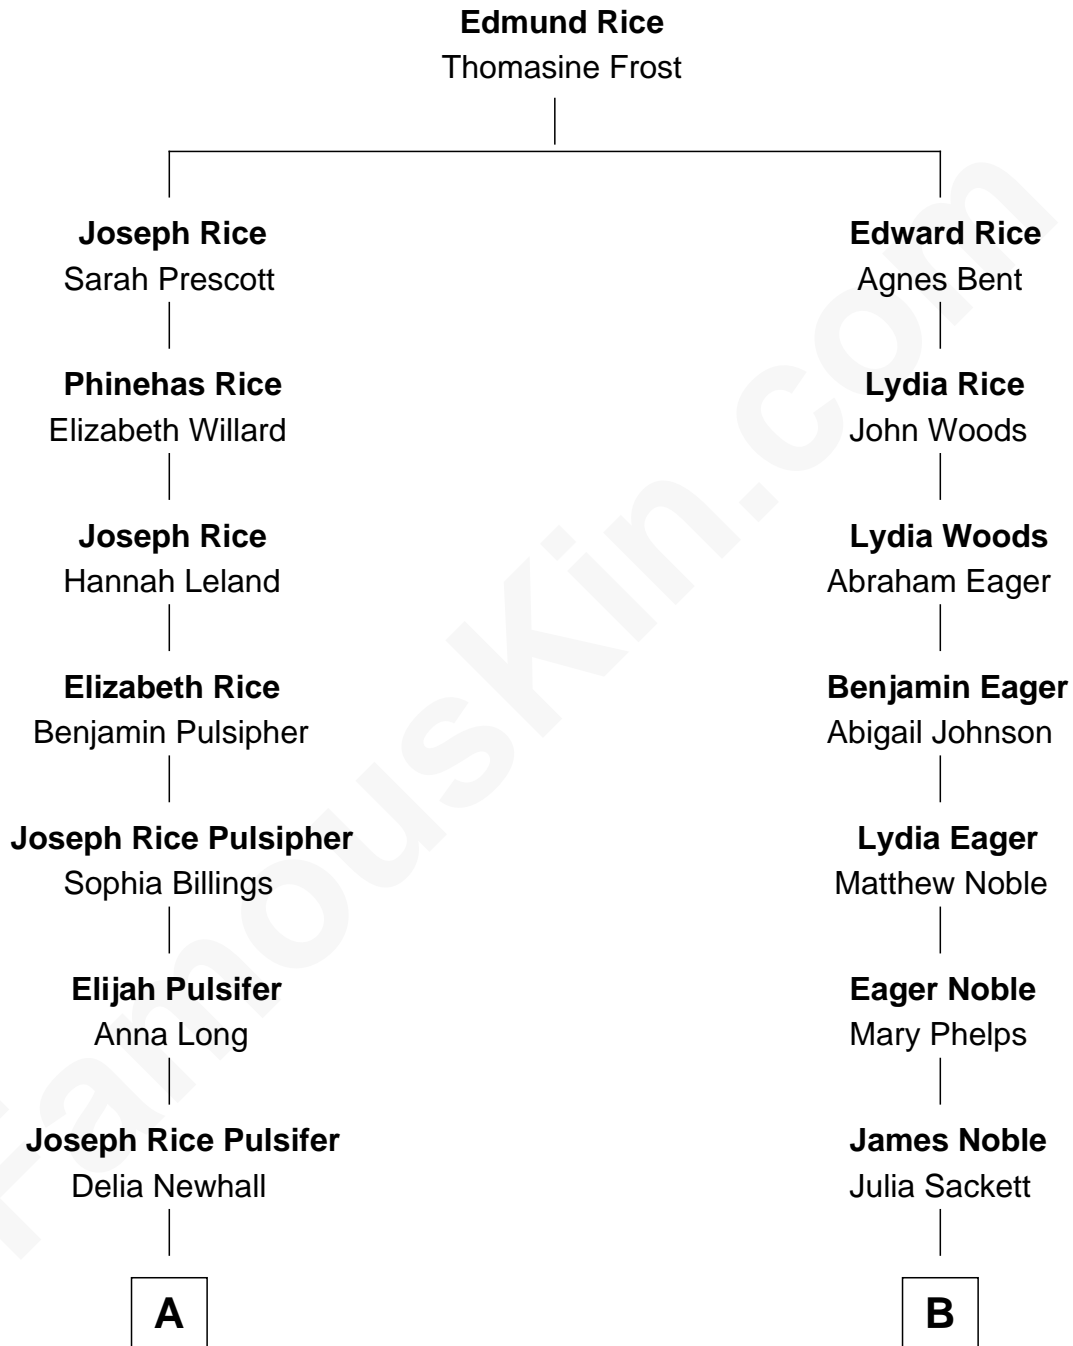 Edmund Rice
Thomasine Frost
Joseph Rice
Sarah Prescott
Edward Rice
Agnes Bent
Phinehas Rice
Elizabeth Willard
Lydia Rice
John Woods
Joseph Rice
Hannah Leland
Lydia Woods
Abraham Eager
Elizabeth Rice
Benjamin Pulsipher
Benjamin Eager
Abigail Johnson
Joseph Rice Pulsipher
Sophia Billings
Lydia Eager
Matthew Noble
Elijah Pulsifer
Anna Long
Eager Noble
Mary Phelps
Joseph Rice Pulsifer
Delia Newhall
James Noble
Julia Sackett
A
B
FamousKin.com